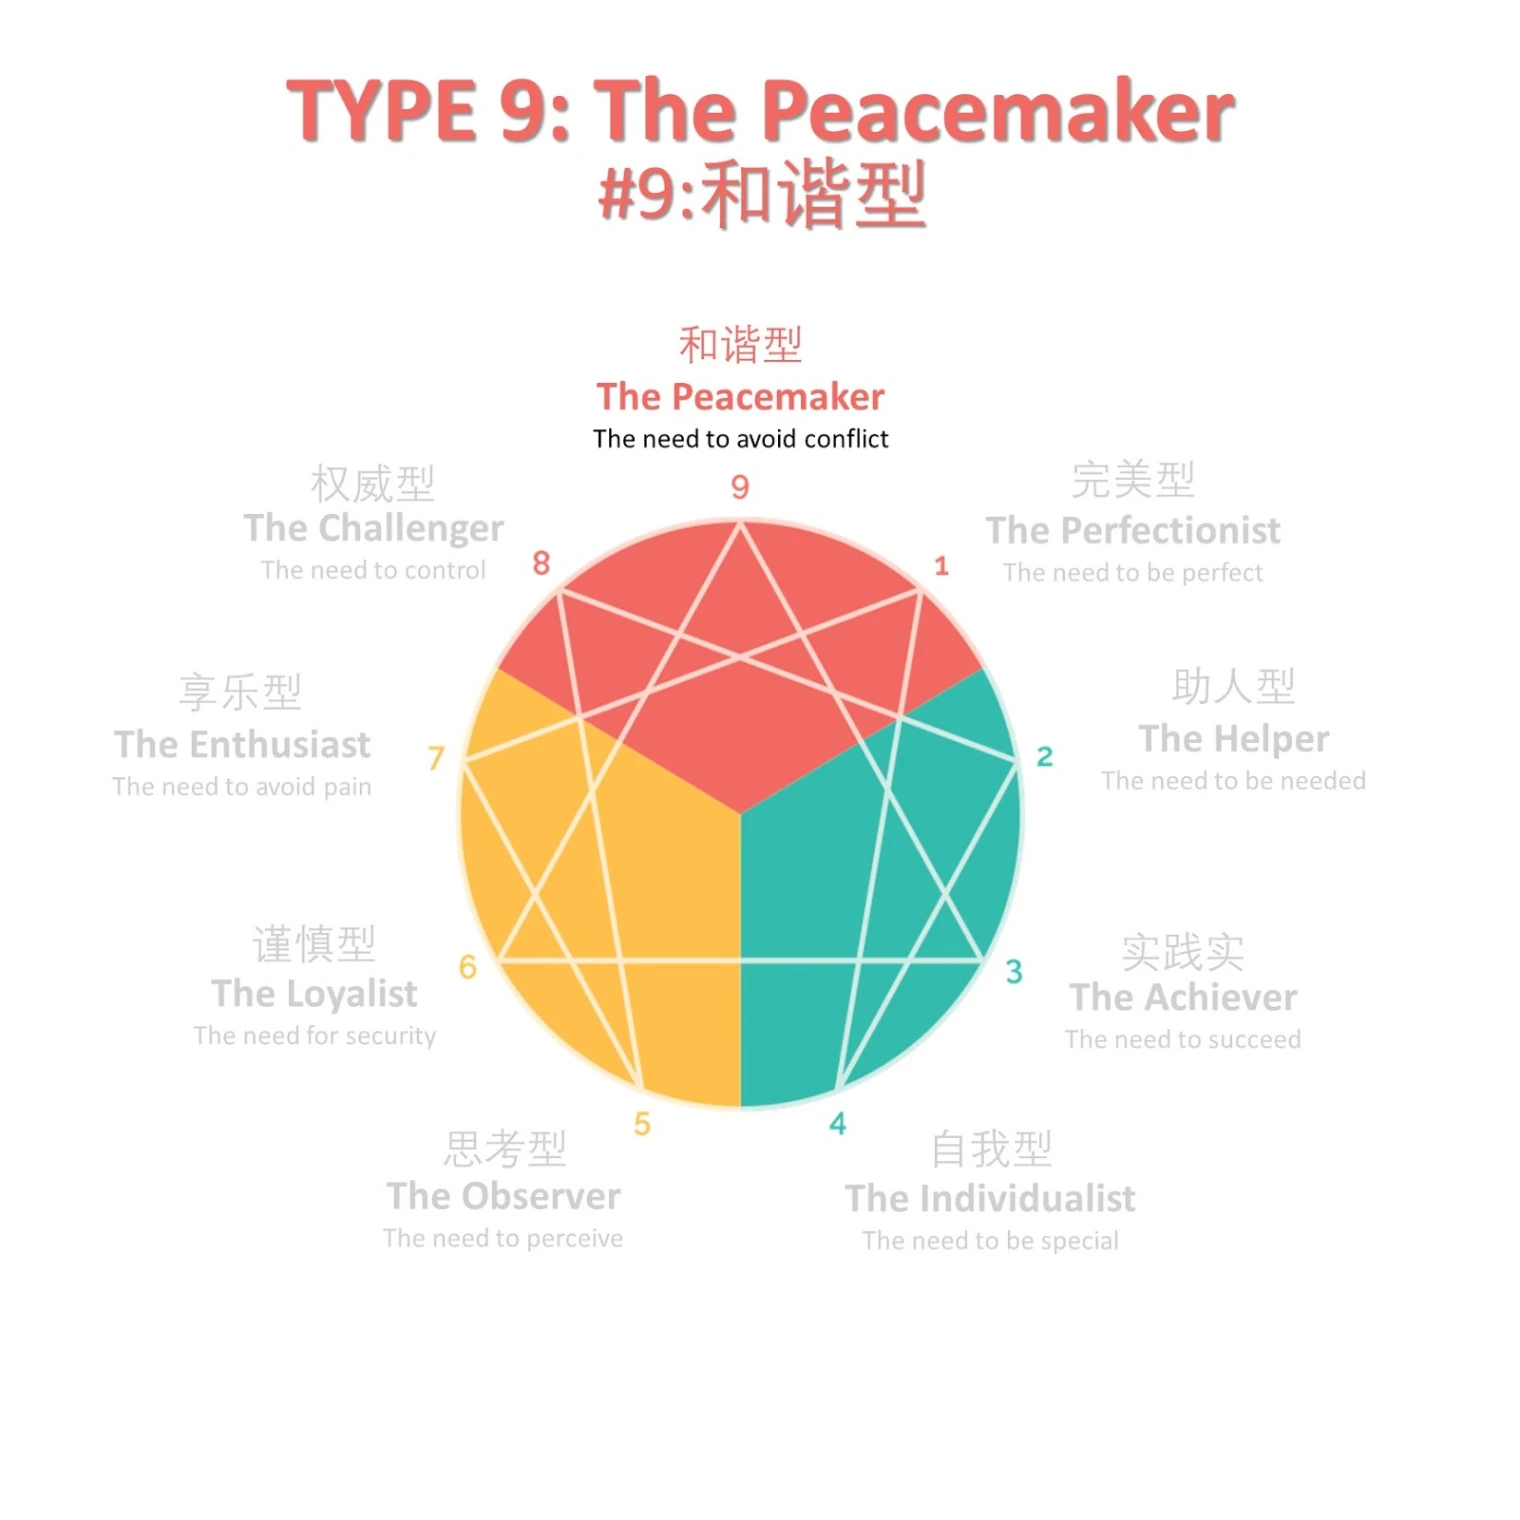 TYPE 9: The Peacemaker
#9:和谐型
和谐型
The Peacemaker
The need to avoid conflict
9
权威型
The Challenger
The need to control
8
完美型
The Perfectionist
The need to be perfect
1
享乐型
The Enthusiast
The need to avoid pain
7
助人型
The Helper
The need to be needed
2
谨慎型
The Loyalist
The need for security
6
实践实
The Achiever
The need to succeed
3
思考型
The Observer
The need to perceive
5
自我型
The Individualist
The need to be special
4